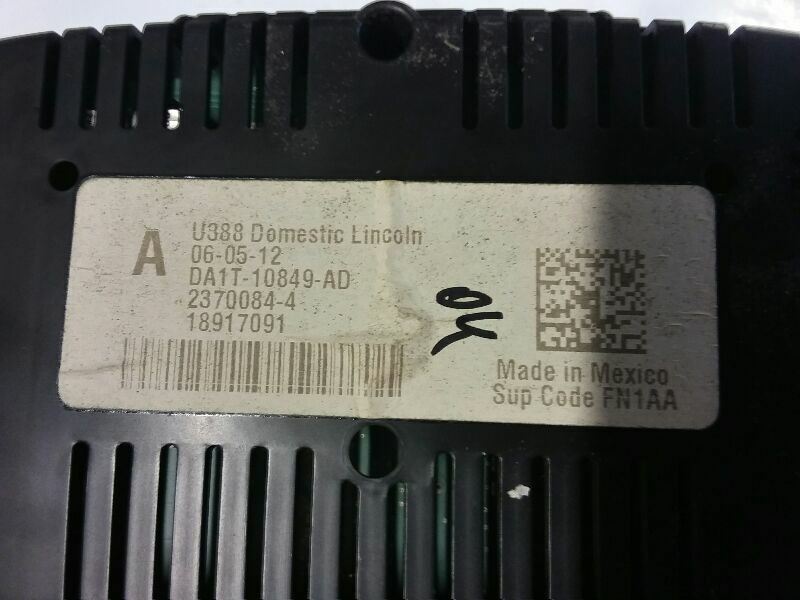 A
U388 Domestic Lincoln
06-05-12
DA1T-10849-AD
2370084-4
18917091
OK
Made in Mexico
Sup Code FN1AA